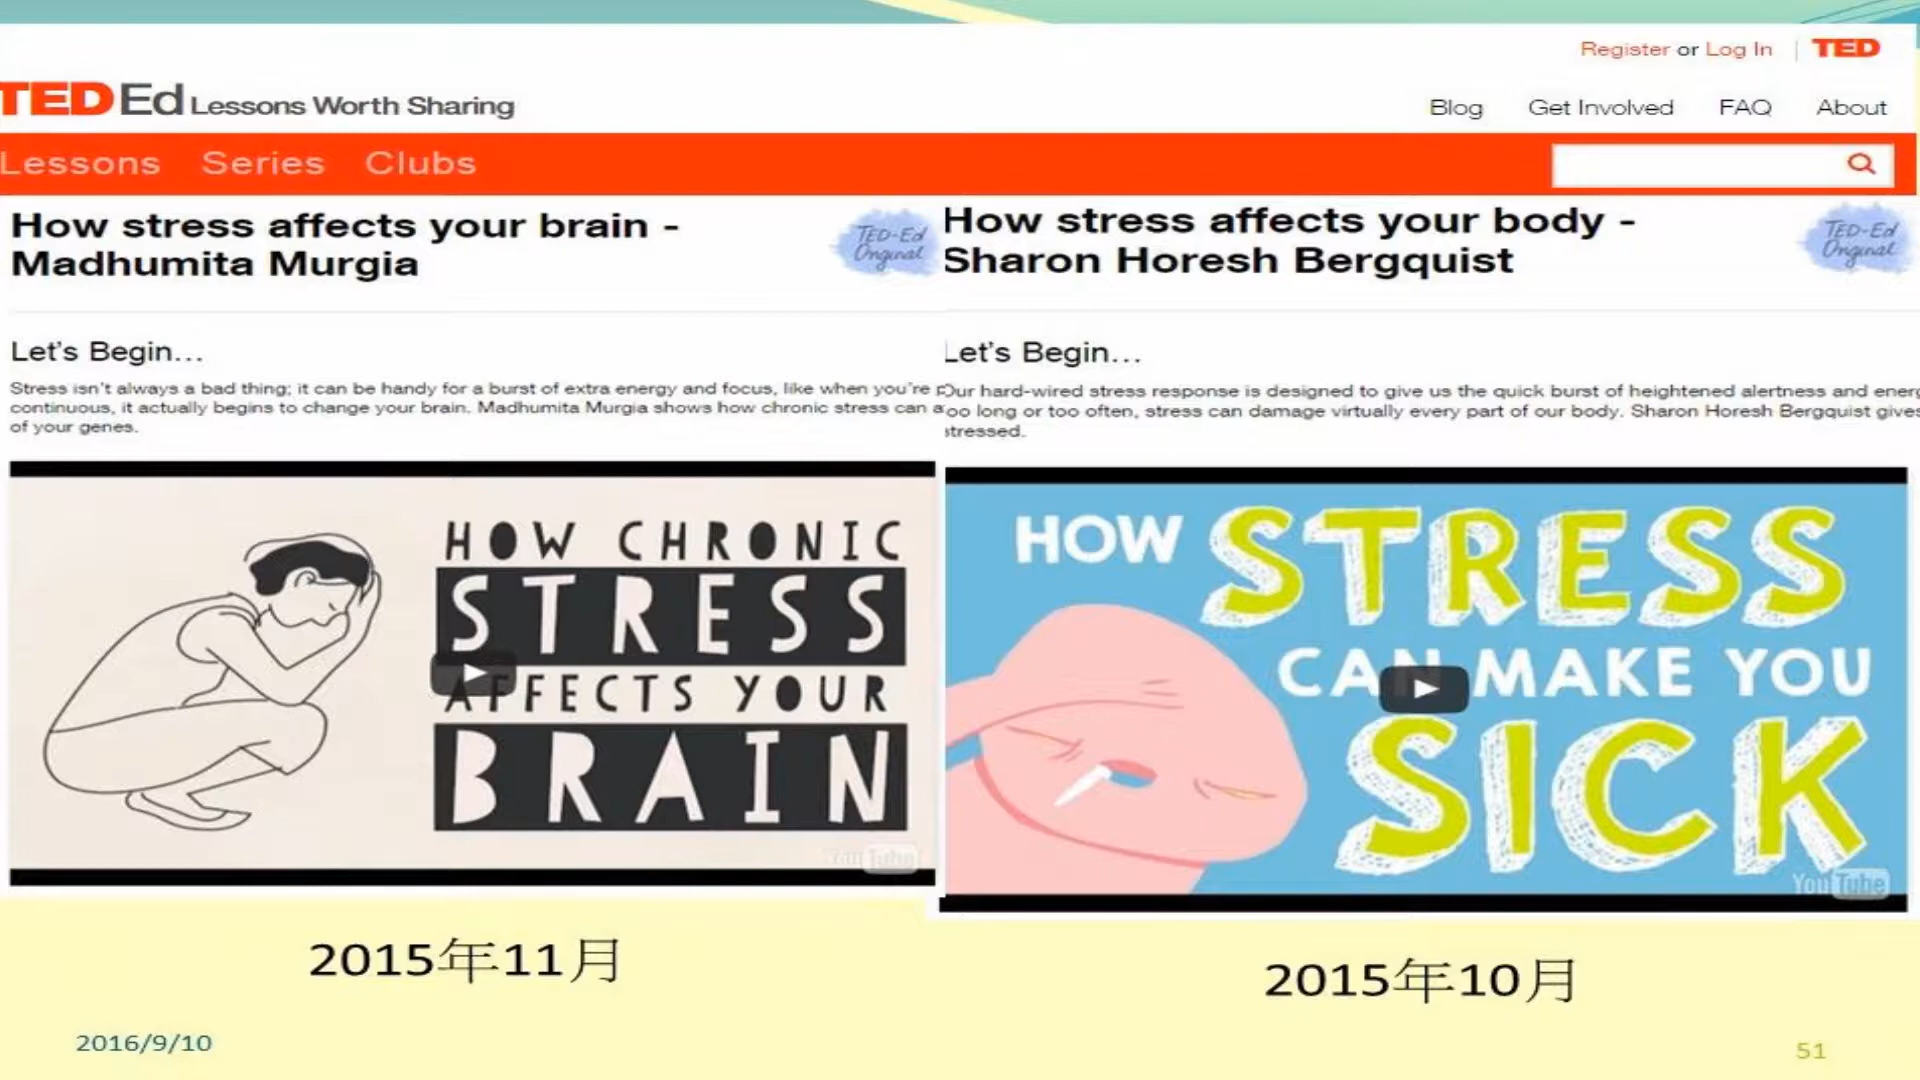 Register or Log In | TED
TED Ed Lessons Worth Sharing
Blog Get Involved FAQ About
Lessons Series Clubs
How stress affects your brain -
Madhumita Murgia
TED-Ed
Original
Let's Begin…
Stress isn't always a bad thing; it can be handy for a burst of extra energy and focus, like when you're
continuous, it actually begins to change your brain. Madhumita Murgia shows how chronic stress can a
of your genes.
HOW CHRONIC
STRESS
AFFECTS YOUR
BRAIN
YouTube
2015年11月
How stress affects your body -
Sharon Horesh Bergquist
TED-Ed
Original
Let's Begin…
Our hard-wired stress response is designed to give us the quick burst of heightened alertness and energ
oo long or too often, stress can damage virtually every part of our body. Sharon Horesh Bergquist gives
stressed.
HOW STRESS
CAN MAKE YOU
SICK
YouTube
2015年10月
2016/9/10
51